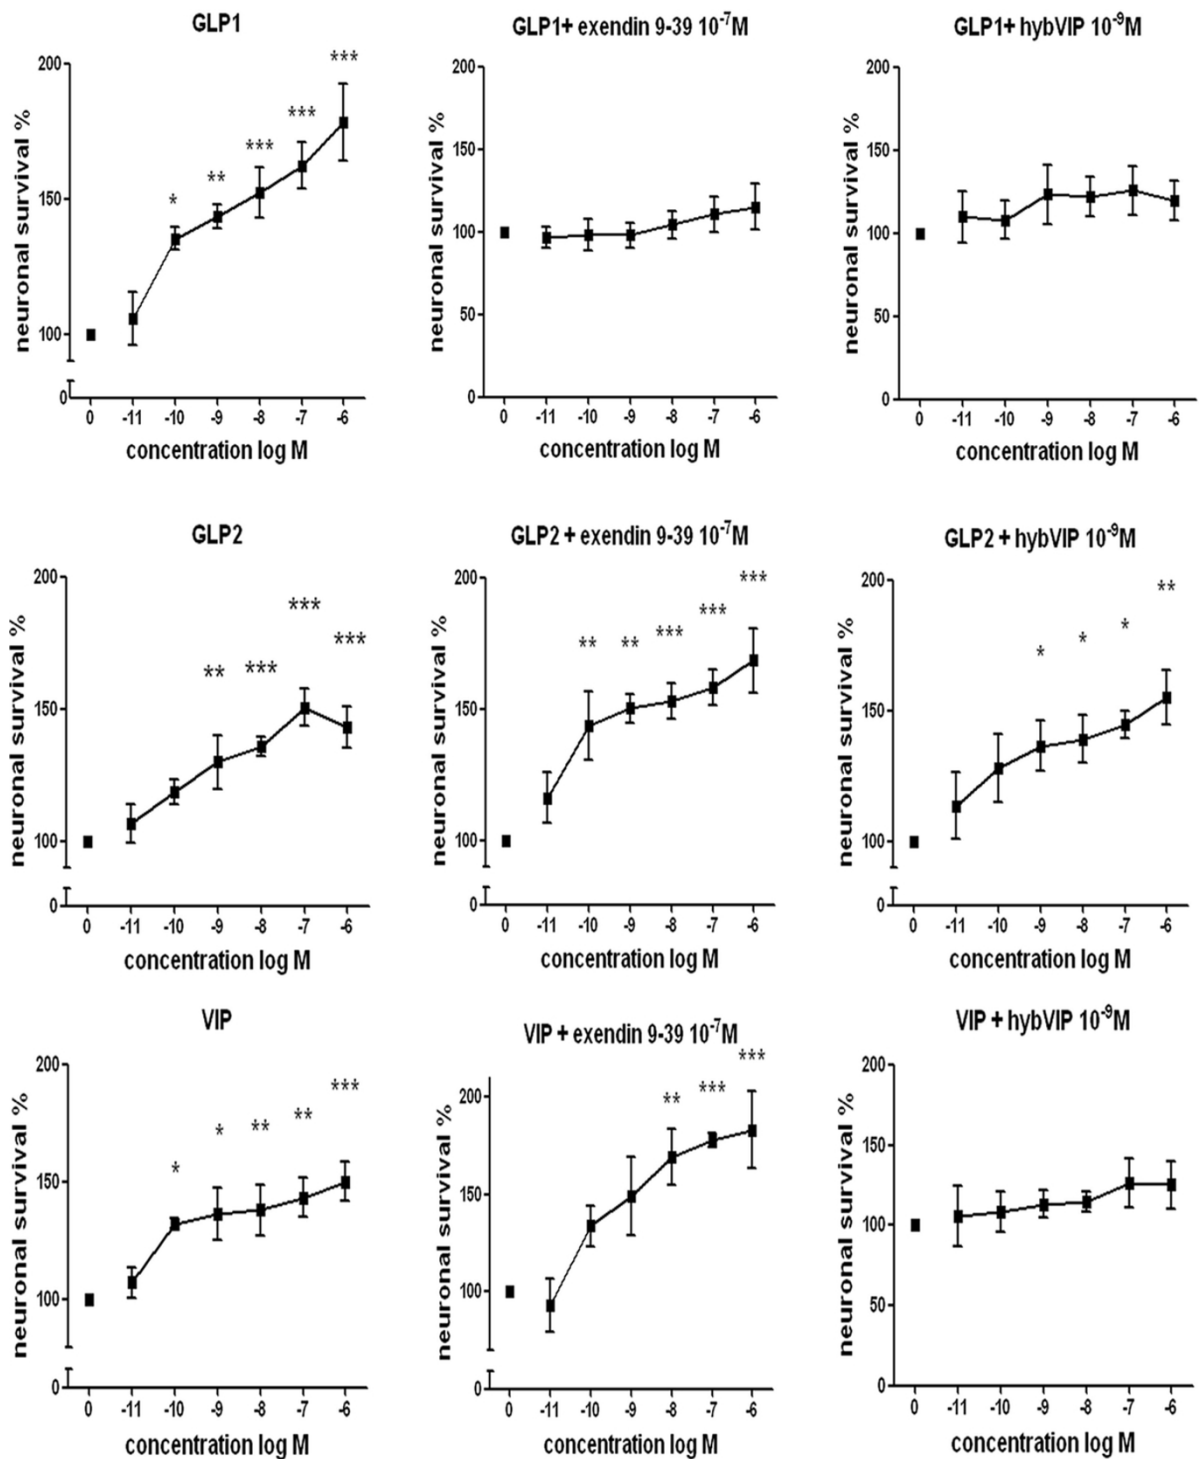 GLP1
neuronal survival %
200
150
100
0
*
**
***
***
***
0 -11 -10 -9 -8 -7 -6
concentration log M
GLP1+ exendin 9-39 10⁻⁷M
neuronal survival %
200
150
100
50
0
0 -11 -10 -9 -8 -7 -6
concentration log M
GLP1+ hybVIP 10⁻⁹M
neuronal survival %
200
150
100
50
0
0 -11 -10 -9 -8 -7 -6
concentration log M
GLP2
neuronal survival %
200
150
100
0
**
***
***
***
0 -11 -10 -9 -8 -7 -6
concentration log M
GLP2 + exendin 9-39 10⁻⁷M
neuronal survival %
200
150
100
0
**
**
***
***
***
0 -11 -10 -9 -8 -7 -6
concentration log M
GLP2 + hybVIP 10⁻⁹M
neuronal survival %
200
150
100
0
*
*
*
**
0 -11 -10 -9 -8 -7 -6
concentration log M
VIP
neuronal survival %
200
150
100
0
*
*
**
**
***
0 -11 -10 -9 -8 -7 -6
concentration log M
VIP + exendin 9-39 10⁻⁷M
neuronal survival %
200
150
100
0
**
***
***
0 -11 -10 -9 -8 -7 -6
concentration log M
VIP + hybVIP 10⁻⁹M
neuronal survival %
200
150
100
50
0
0 -11 -10 -9 -8 -7 -6
concentration log M